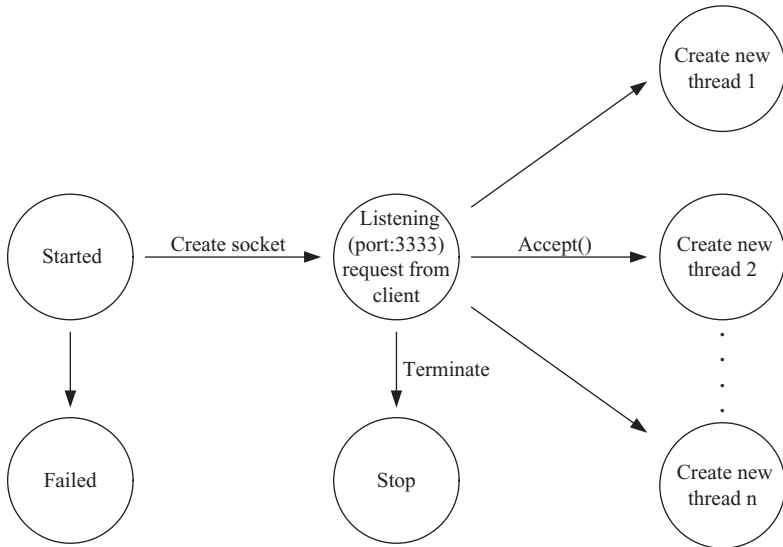 Create new
thread 1
Started
Create socket
Listening
(port:3333)
request from
client
Accept()
Create new
thread 2
Terminate
Failed
Stop
Create new
thread n